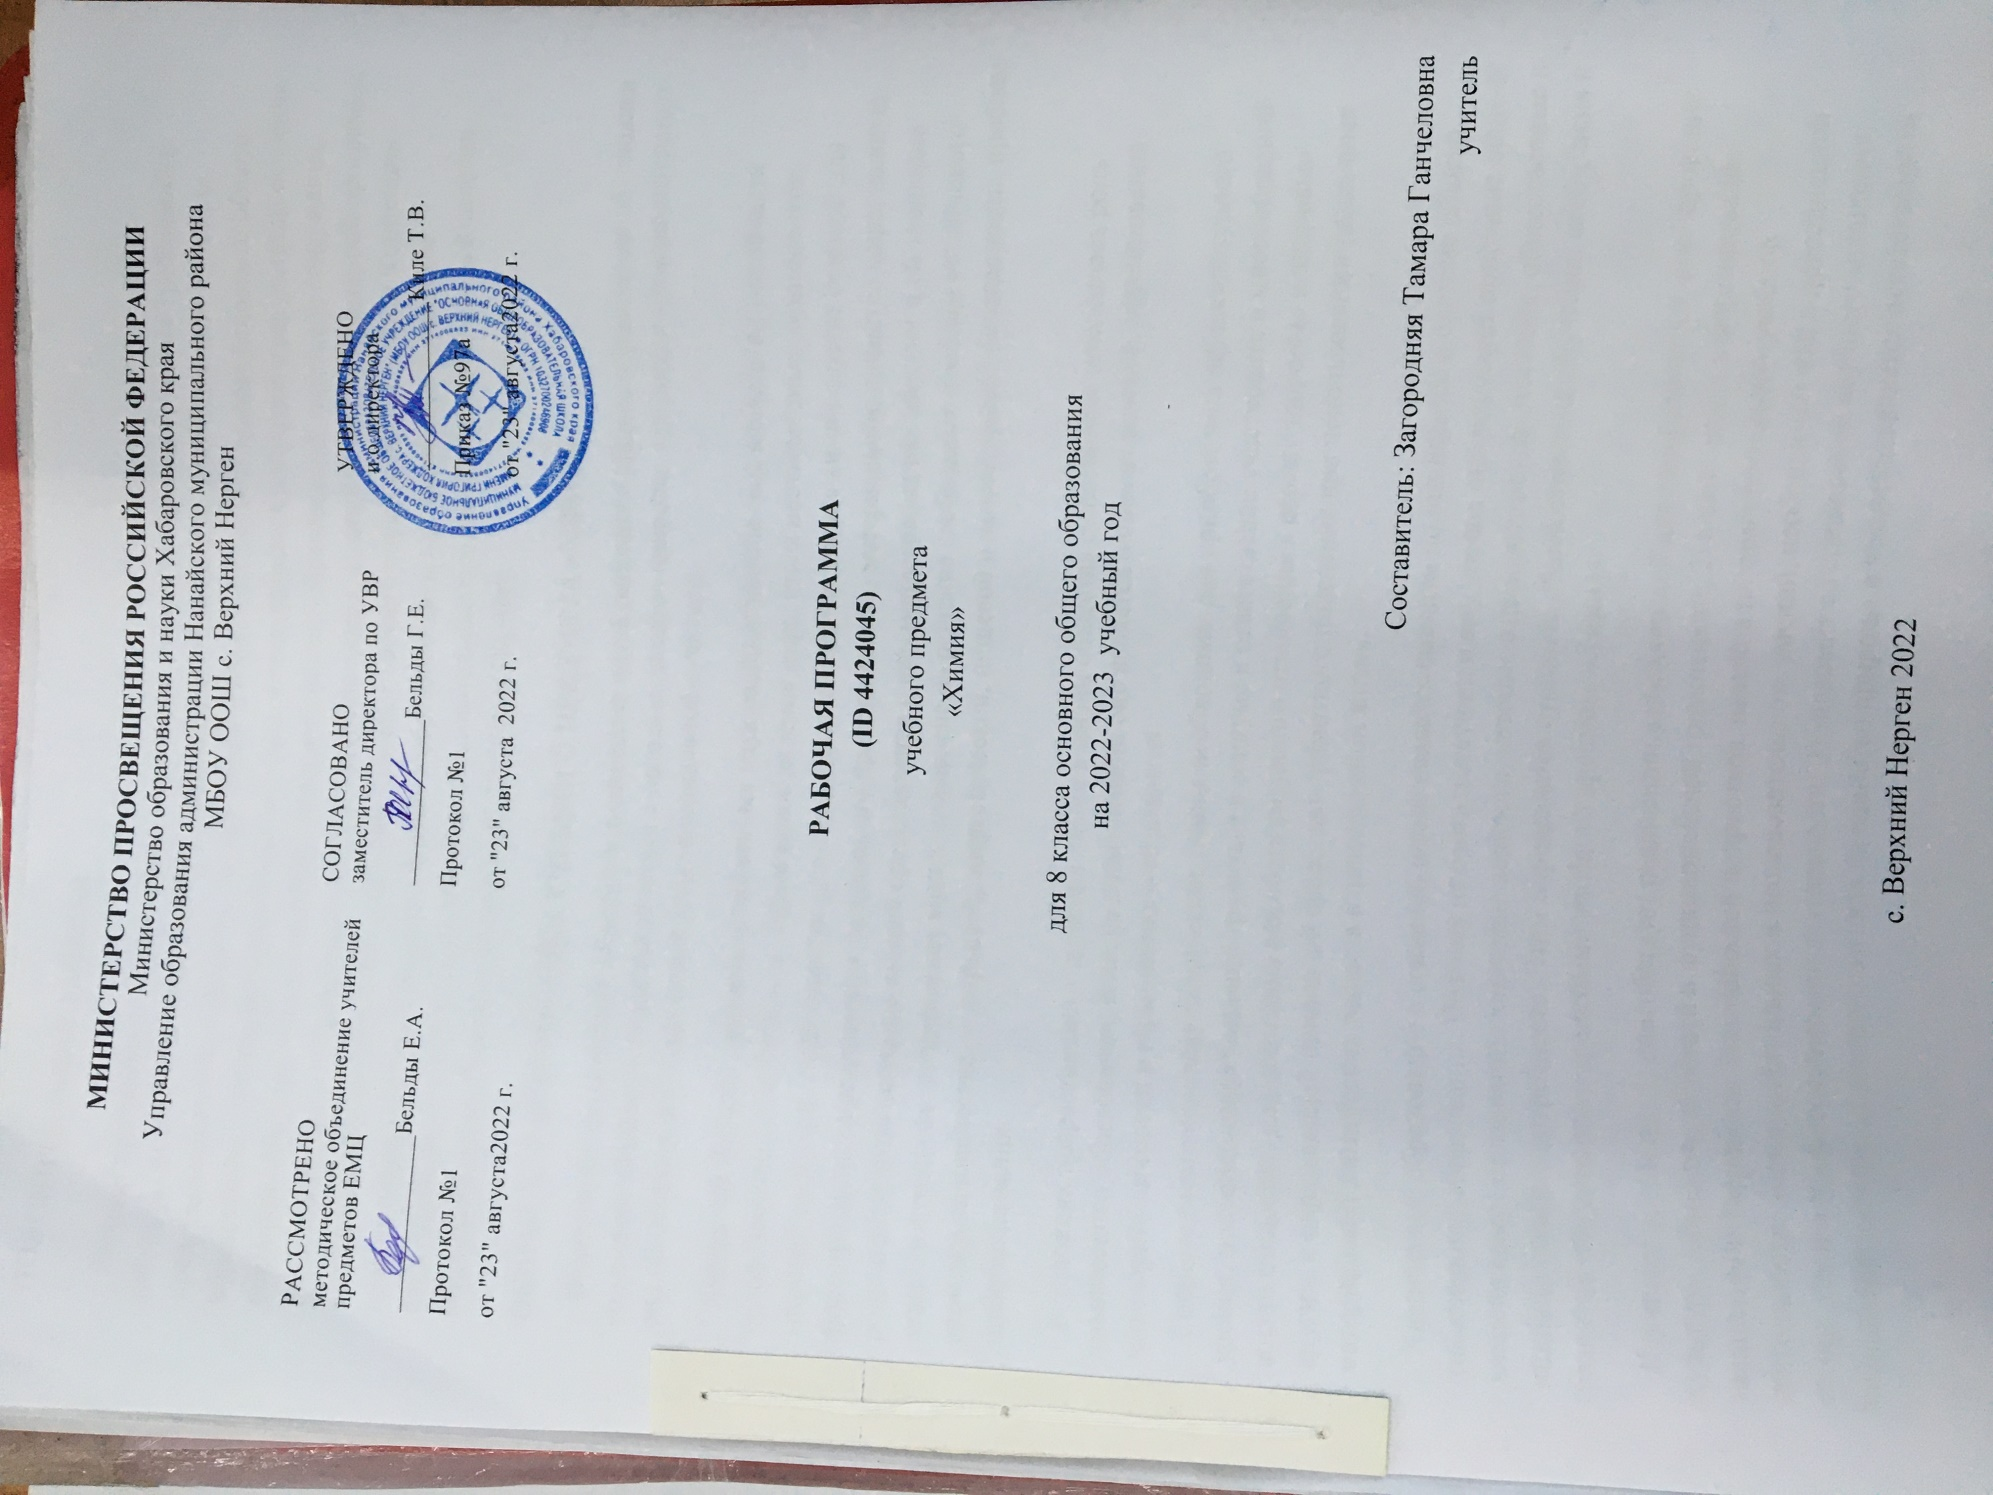 МИНИСТЕРСТВО ПРОСВЕЩЕНИЯ РОССИЙСКОЙ ФЕДЕРАЦИИ
Министерство образования и науки Хабаровского края
Управление образования администрации Нанайского муниципального района
МБОУ ООШ с. Верхний Нерген
РАССМОТРЕНО
методическое объединение учителей
предметов ЕМЦ
Бельды Е.А.
Протокол №1
от "23" августа2022 г.
СОГЛАСОВАНО
заместитель директора по УВР
Бельды Г.Е.
Протокол №1
от "23" августа 2022 г.
УТВЕРЖДЕНО
и.о.директора
Киле Т.В.
Приказ №97а
от "23" августа2022 г.
РАБОЧАЯ ПРОГРАММА
(ID 4424045)
учебного предмета
«Химия»
для 8 класса основного общего образования
на 2022-2023 учебный год
Составитель: Загородняя Тамара Ганчеловна
учитель
с. Верхний Нерген 2022